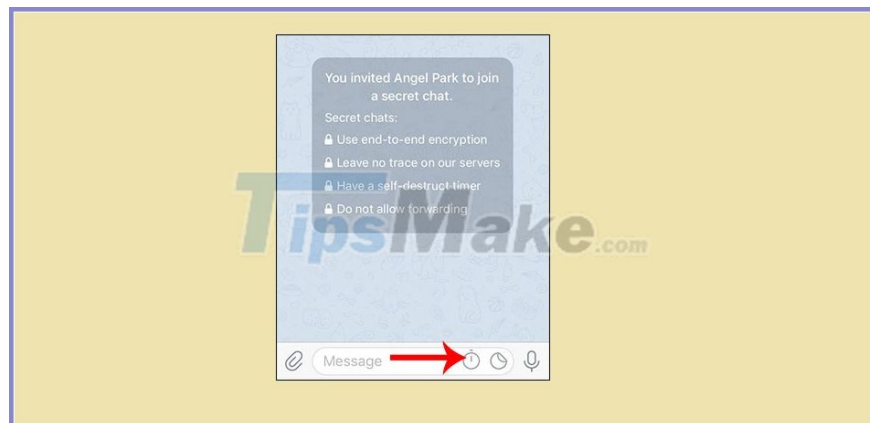 You invited Angel Park to join
a secret chat.
Secret chats:
Use end-to-end encryption
Leave no trace on our servers
Have a self-destruct timer
Do not allow forwarding
TipsMake.com
Message